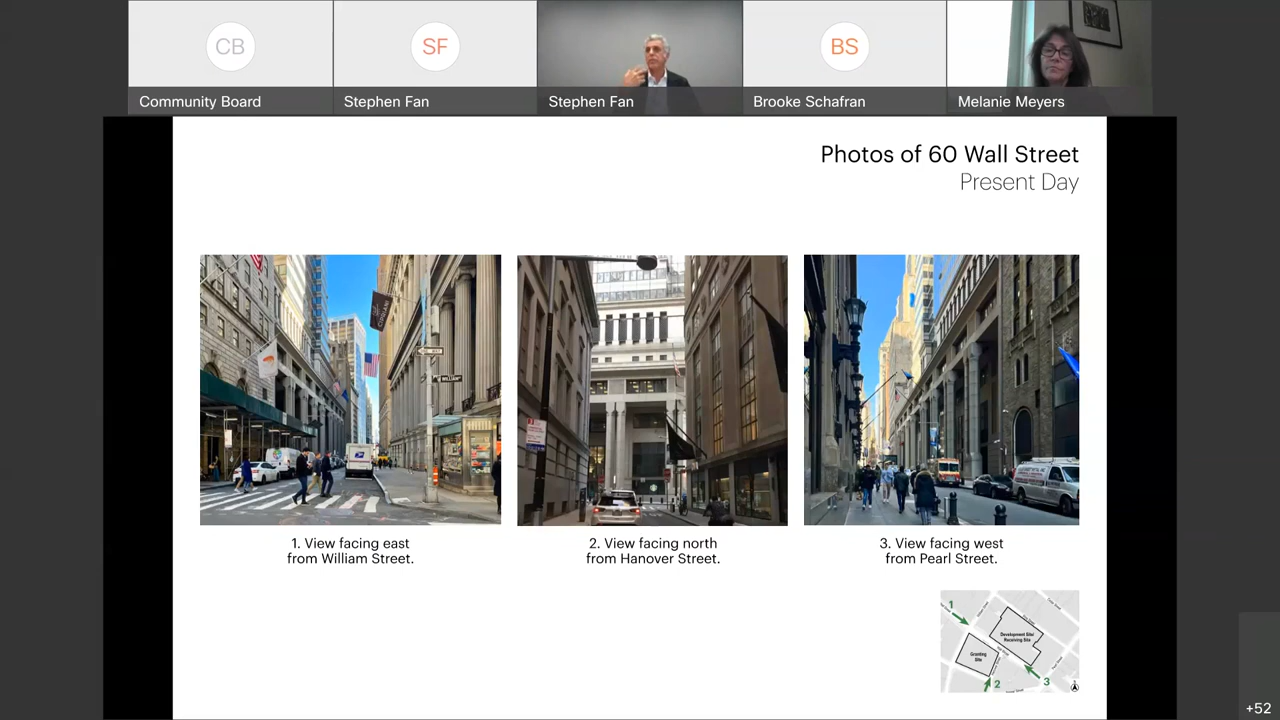 CB
Community Board
SF
Stephen Fan
Stephen Fan
BS
Brooke Schafran
Melanie Meyers
Photos of 60 Wall Street
Present Day
CIPRIANI
WILLIAM
1. View facing east
from William Street.
2. View facing north
from Hanover Street.
3. View facing west
from Pearl Street.
1
Development Site/
Receiving Site
Granting
Site
2
3
+52